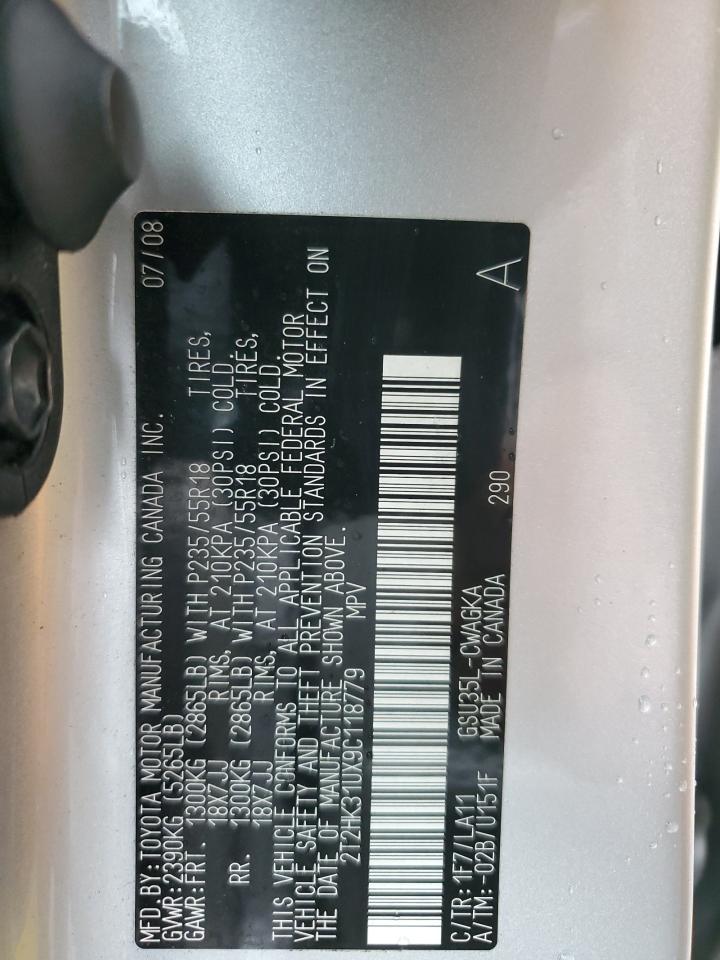 MFD.BY:TOYOTA MOTOR MANUFACTURING CANADA INC. 07/08
GVWR:2390KG (5265LB)
GAWR:FRT. 1300KG (2865LB) WITH P235/55R18 TIRES,
18X7JJ RIMS, AT 210KPA (30PSI) COLD.
RR. 1300KG (2865LB) WITH P235/55R18 TIRES,
18X7JJ RIMS, AT 210KPA (30PSI) COLD.
THIS VEHICLE CONFORMS TO ALL APPLICABLE FEDERAL MOTOR
VEHICLE SAFETY AND THEFT PREVENTION STANDARDS IN EFFECT ON
THE DATE OF MANUFACTURE SHOWN ABOVE.
2T2HK31UX9C118779 MPV
C/TR:1F7/LA11 GSU35L-CWAGKA 290 A
A/TM:-02B/U151F MADE IN CANADA